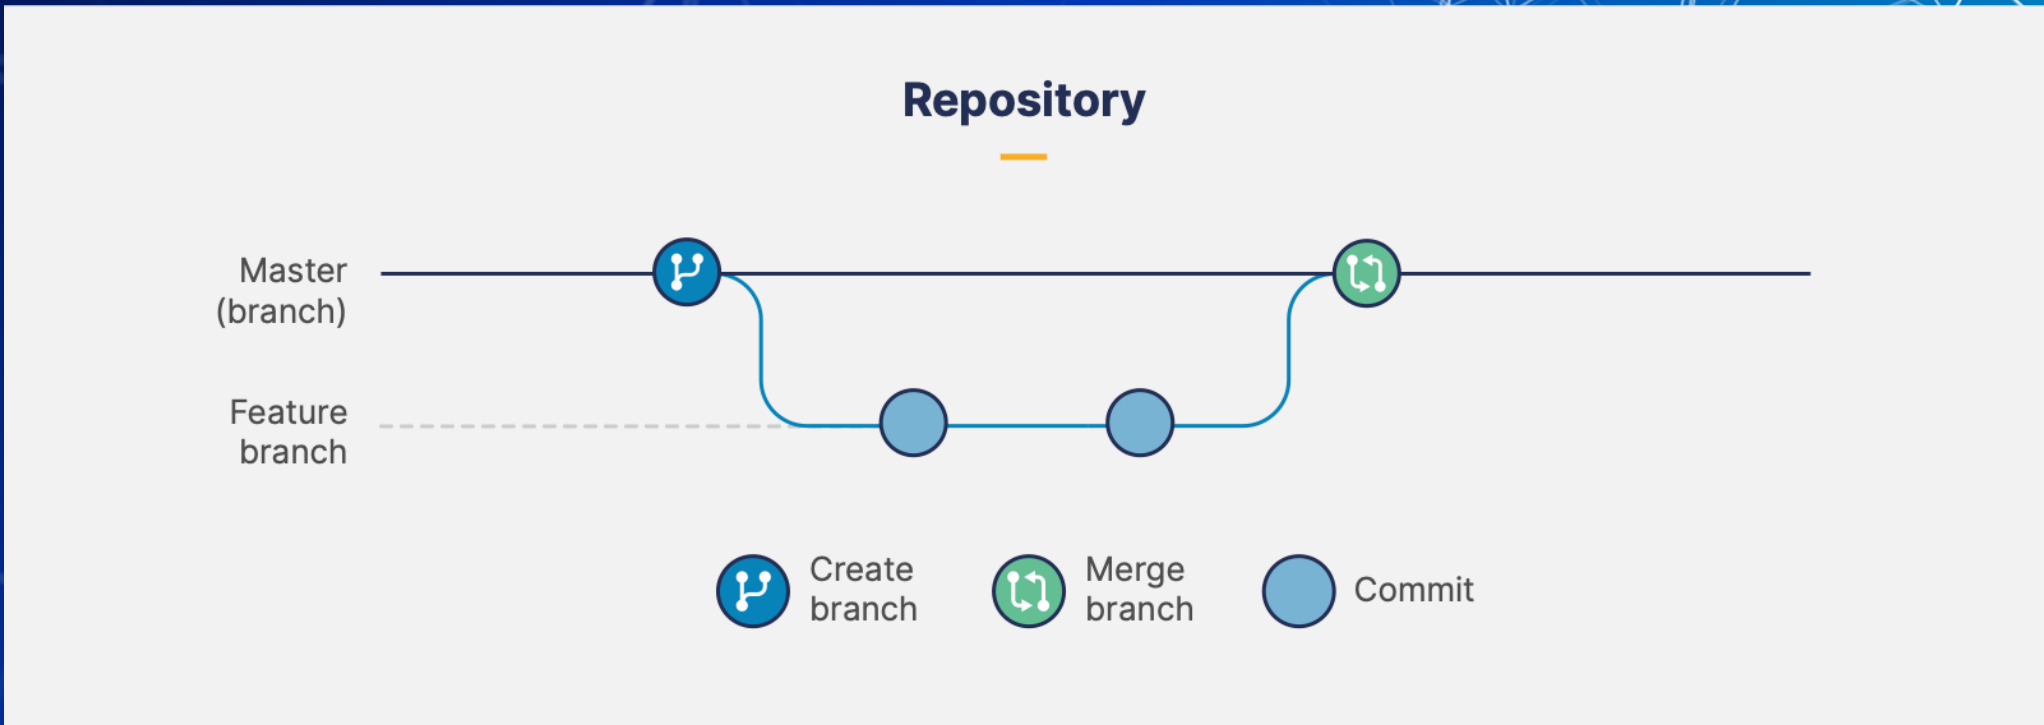 Repository
Master
(branch)
Feature
branch
Create
branch
Merge
branch
Commit